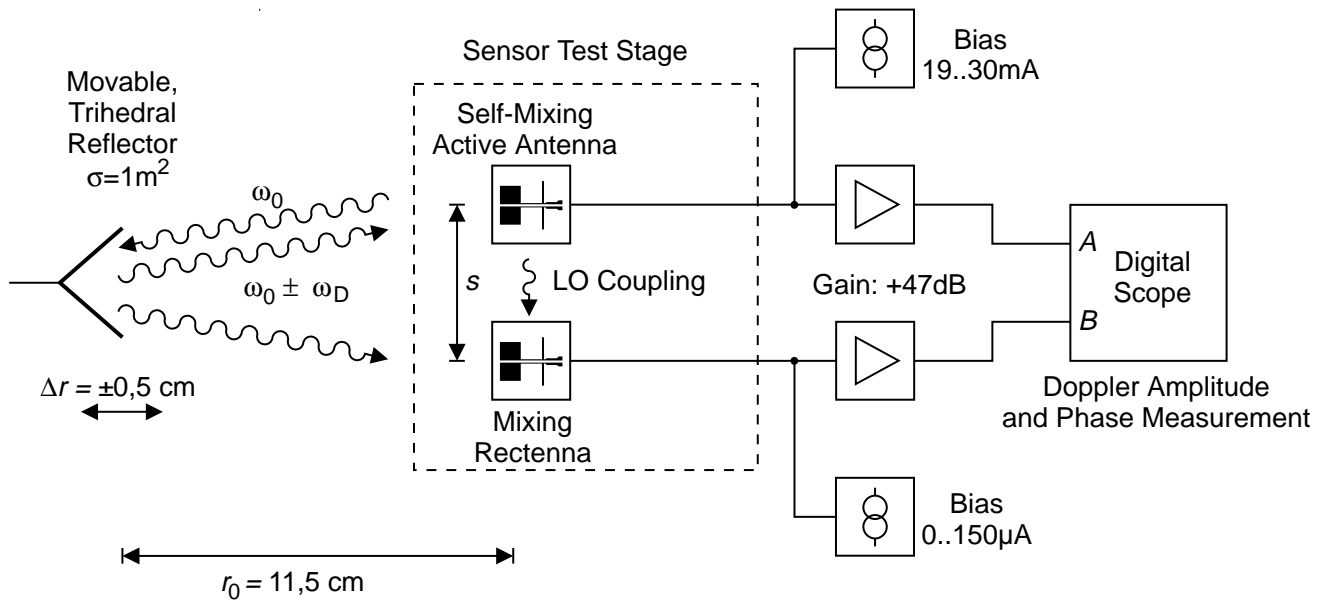 Sensor Test Stage
Bias
19..30mA
Movable,
Trihedral
Reflector
σ=1m²
Self-Mixing
Active Antenna
ω₀
ω₀ ± ω_D
s
LO Coupling
Gain: +47dB
A
B
Digital
Scope
Δr = ±0,5 cm
Mixing
Rectenna
Doppler Amplitude
and Phase Measurement
Bias
0..150µA
r₀ = 11,5 cm